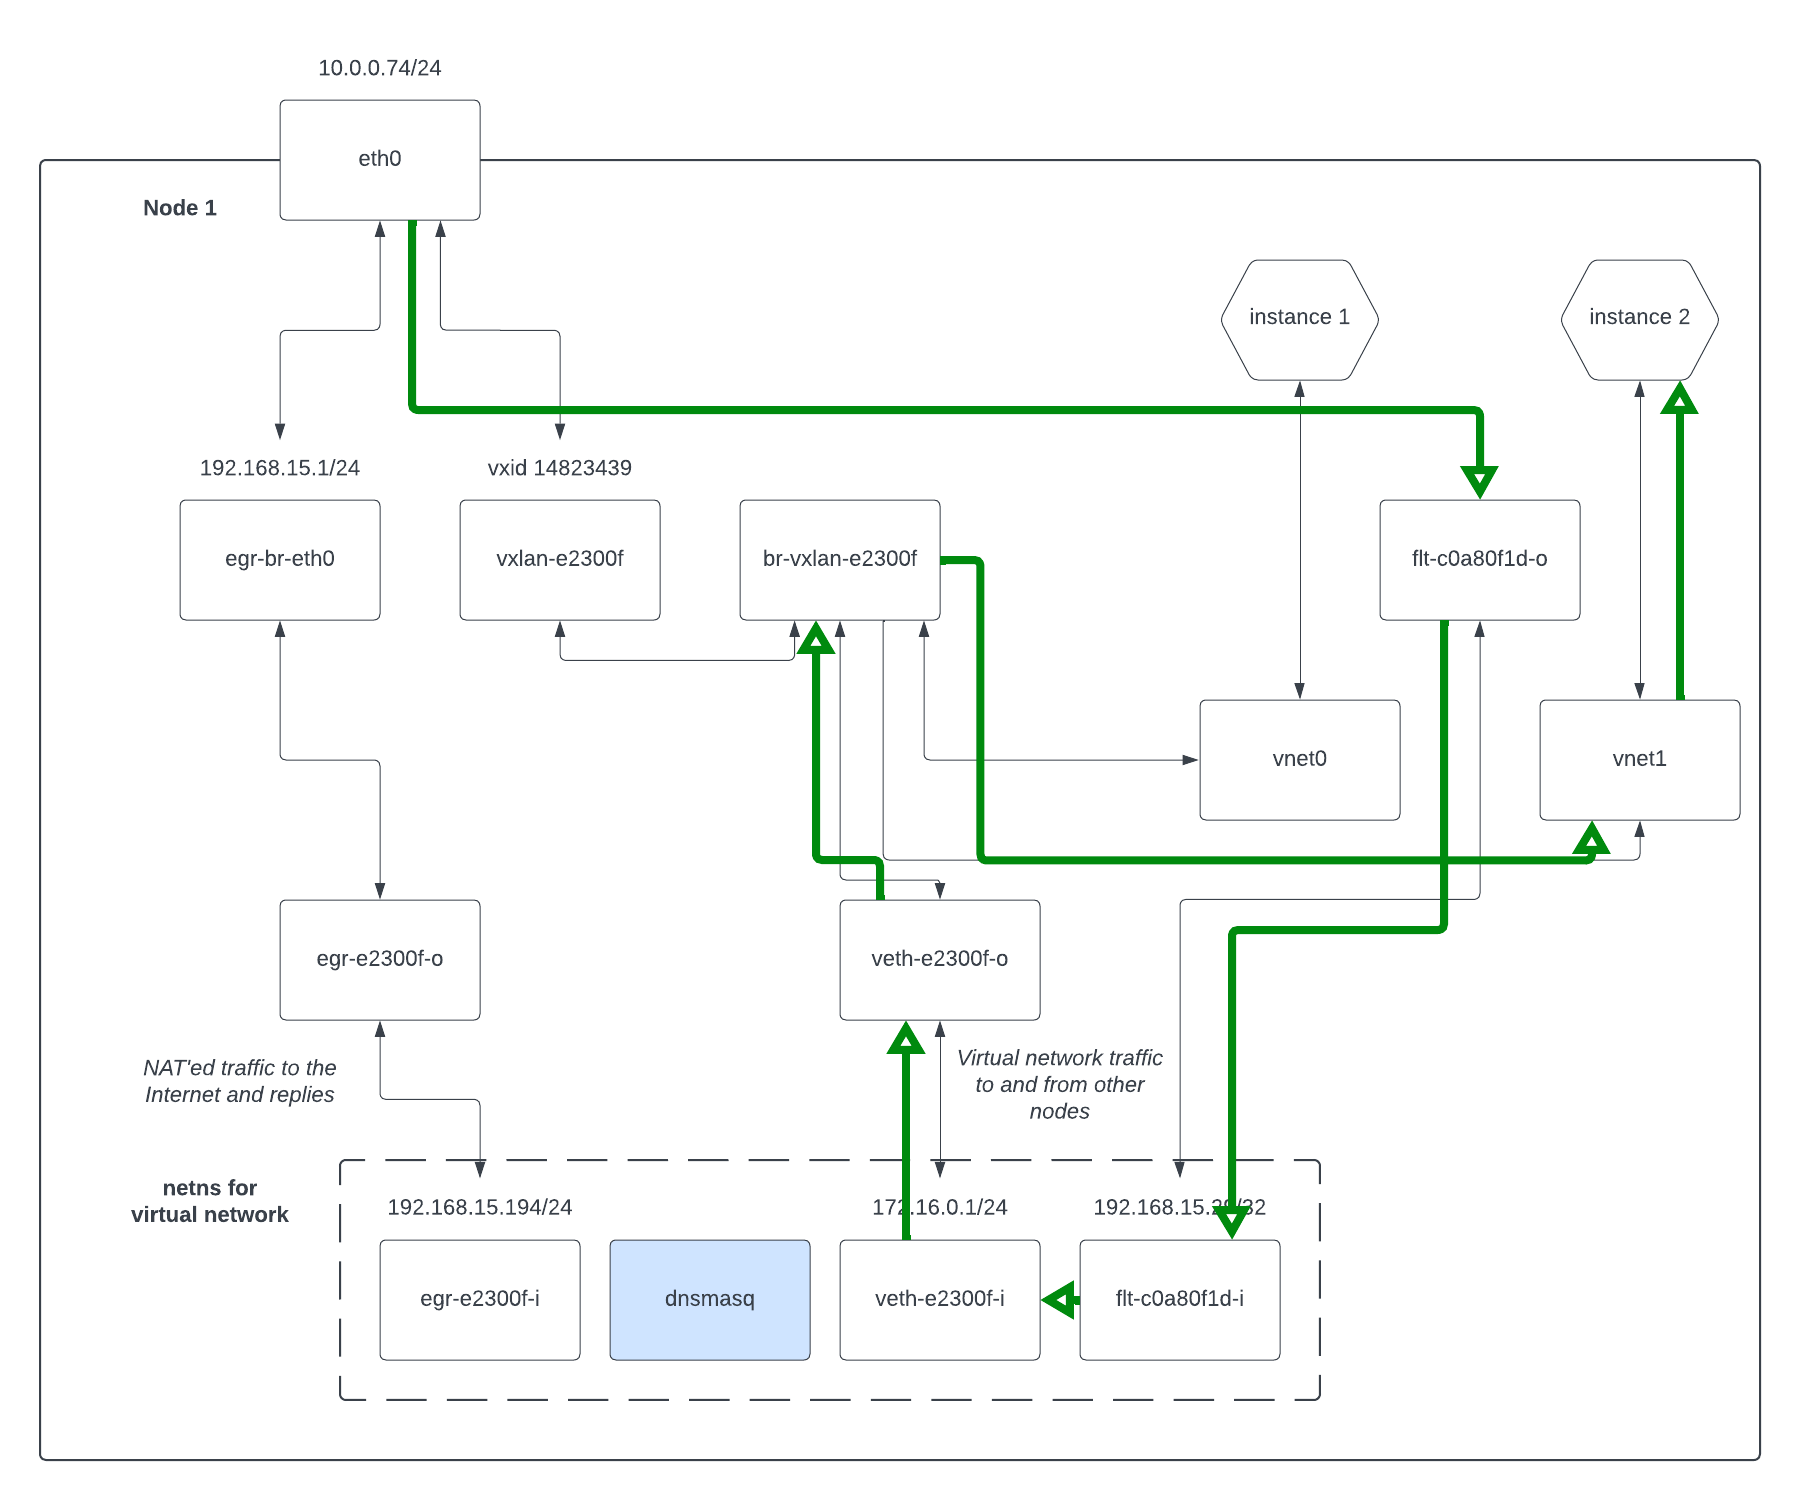 10.0.0.74/24
eth0
Node 1
instance 1
instance 2
192.168.15.1/24
vxid 14823439
egr-br-eth0
vxlan-e2300f
br-vxlan-e2300f
flt-c0a80f1d-o
vnet0
vnet1
egr-e2300f-o
veth-e2300f-o
NAT'ed traffic to the
Internet and replies
Virtual network traffic
to and from other
nodes
netns for
virtual network
192.168.15.194/24
172.16.0.1/24
192.168.15.29/32
egr-e2300f-i
dnsmasq
veth-e2300f-i
flt-c0a80f1d-i